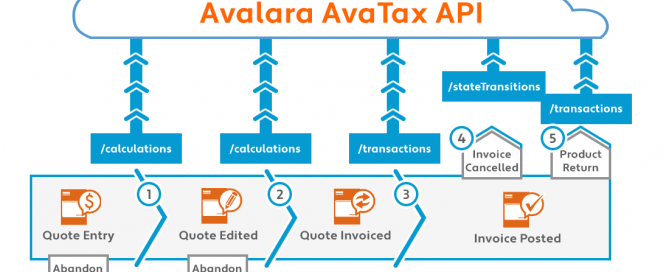 Avalara AvaTax API
/stateTransitions
/transactions
/calculations
/calculations
/transactions
4
5
Invoice
Cancelled
Product
Return
1
2
3
$
Quote Entry
Quote Edited
Quote Invoiced
Invoice Posted
Abandon
Abandon